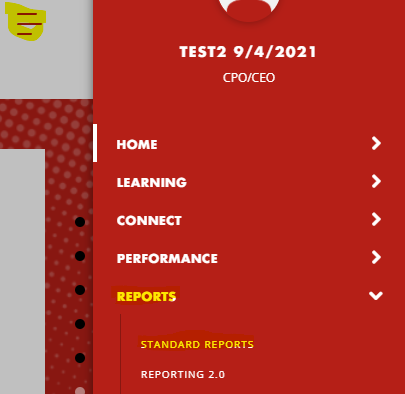 TEST2 9/4/2021
CPO/CEO
HOME
LEARNING
CONNECT
PERFORMANCE
REPORTS
STANDARD REPORTS
REPORTING 2.0